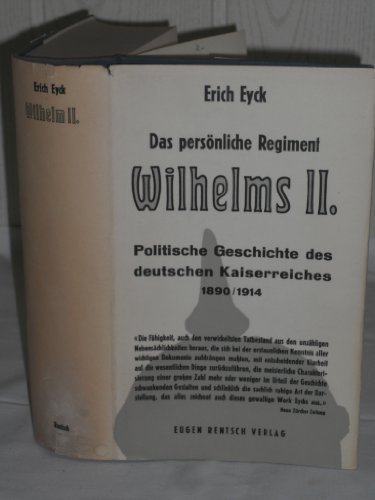 Erich Eyck
Wilhelm II.
Rentsch
Erich Eyck
Das persönliche Regiment
Wilhelms II.
Politische Geschichte des
deutschen Kaiserreiches
1890/1914
«Die Fähigkeit, auch den verwickeltsten Tatbestand aus den unzähligen
Nebensächlichkeiten heraus, die sich bei der erstaunlichen Kenntnis aller
wichtigen Dokumente aufdrängen mußten, mit entscheidender Klarheit
auf die wesentlichen Dinge zurückzuführen, die meisterliche Charakteri-
sierung einer großen Zahl mehr oder weniger im Urteil der Geschichte
schwankenden Gestalten und schließlich die sachlich ruhige Art der Dar-
stellung, das alles zeichnet auch dieses gewaltige Werk Eycks aus.»
Neue Zürcher Zeitung
EUGEN RENTSCH VERLAG